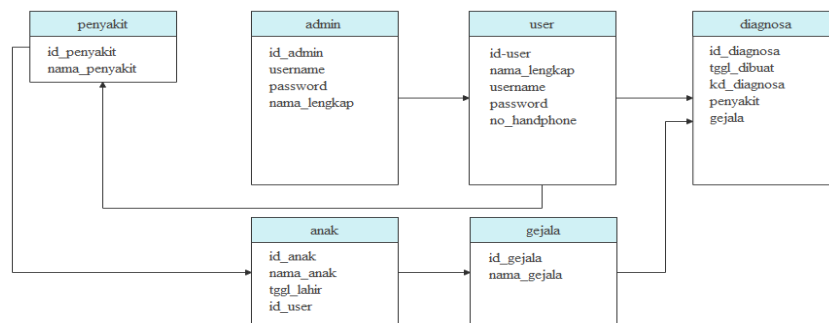 penyakit
id_penyakit
nama_penyakit
admin
id_admin
username
password
nama_lengkap
user
id-user
nama_lengkap
username
password
no_handphone
diagnosa
id_diagnosa
tggl_dibuat
kd_diagnosa
penyakit
gejala
anak
id_anak
nama_anak
tggl_lahir
id_user
gejala
id_gejala
nama_gejala